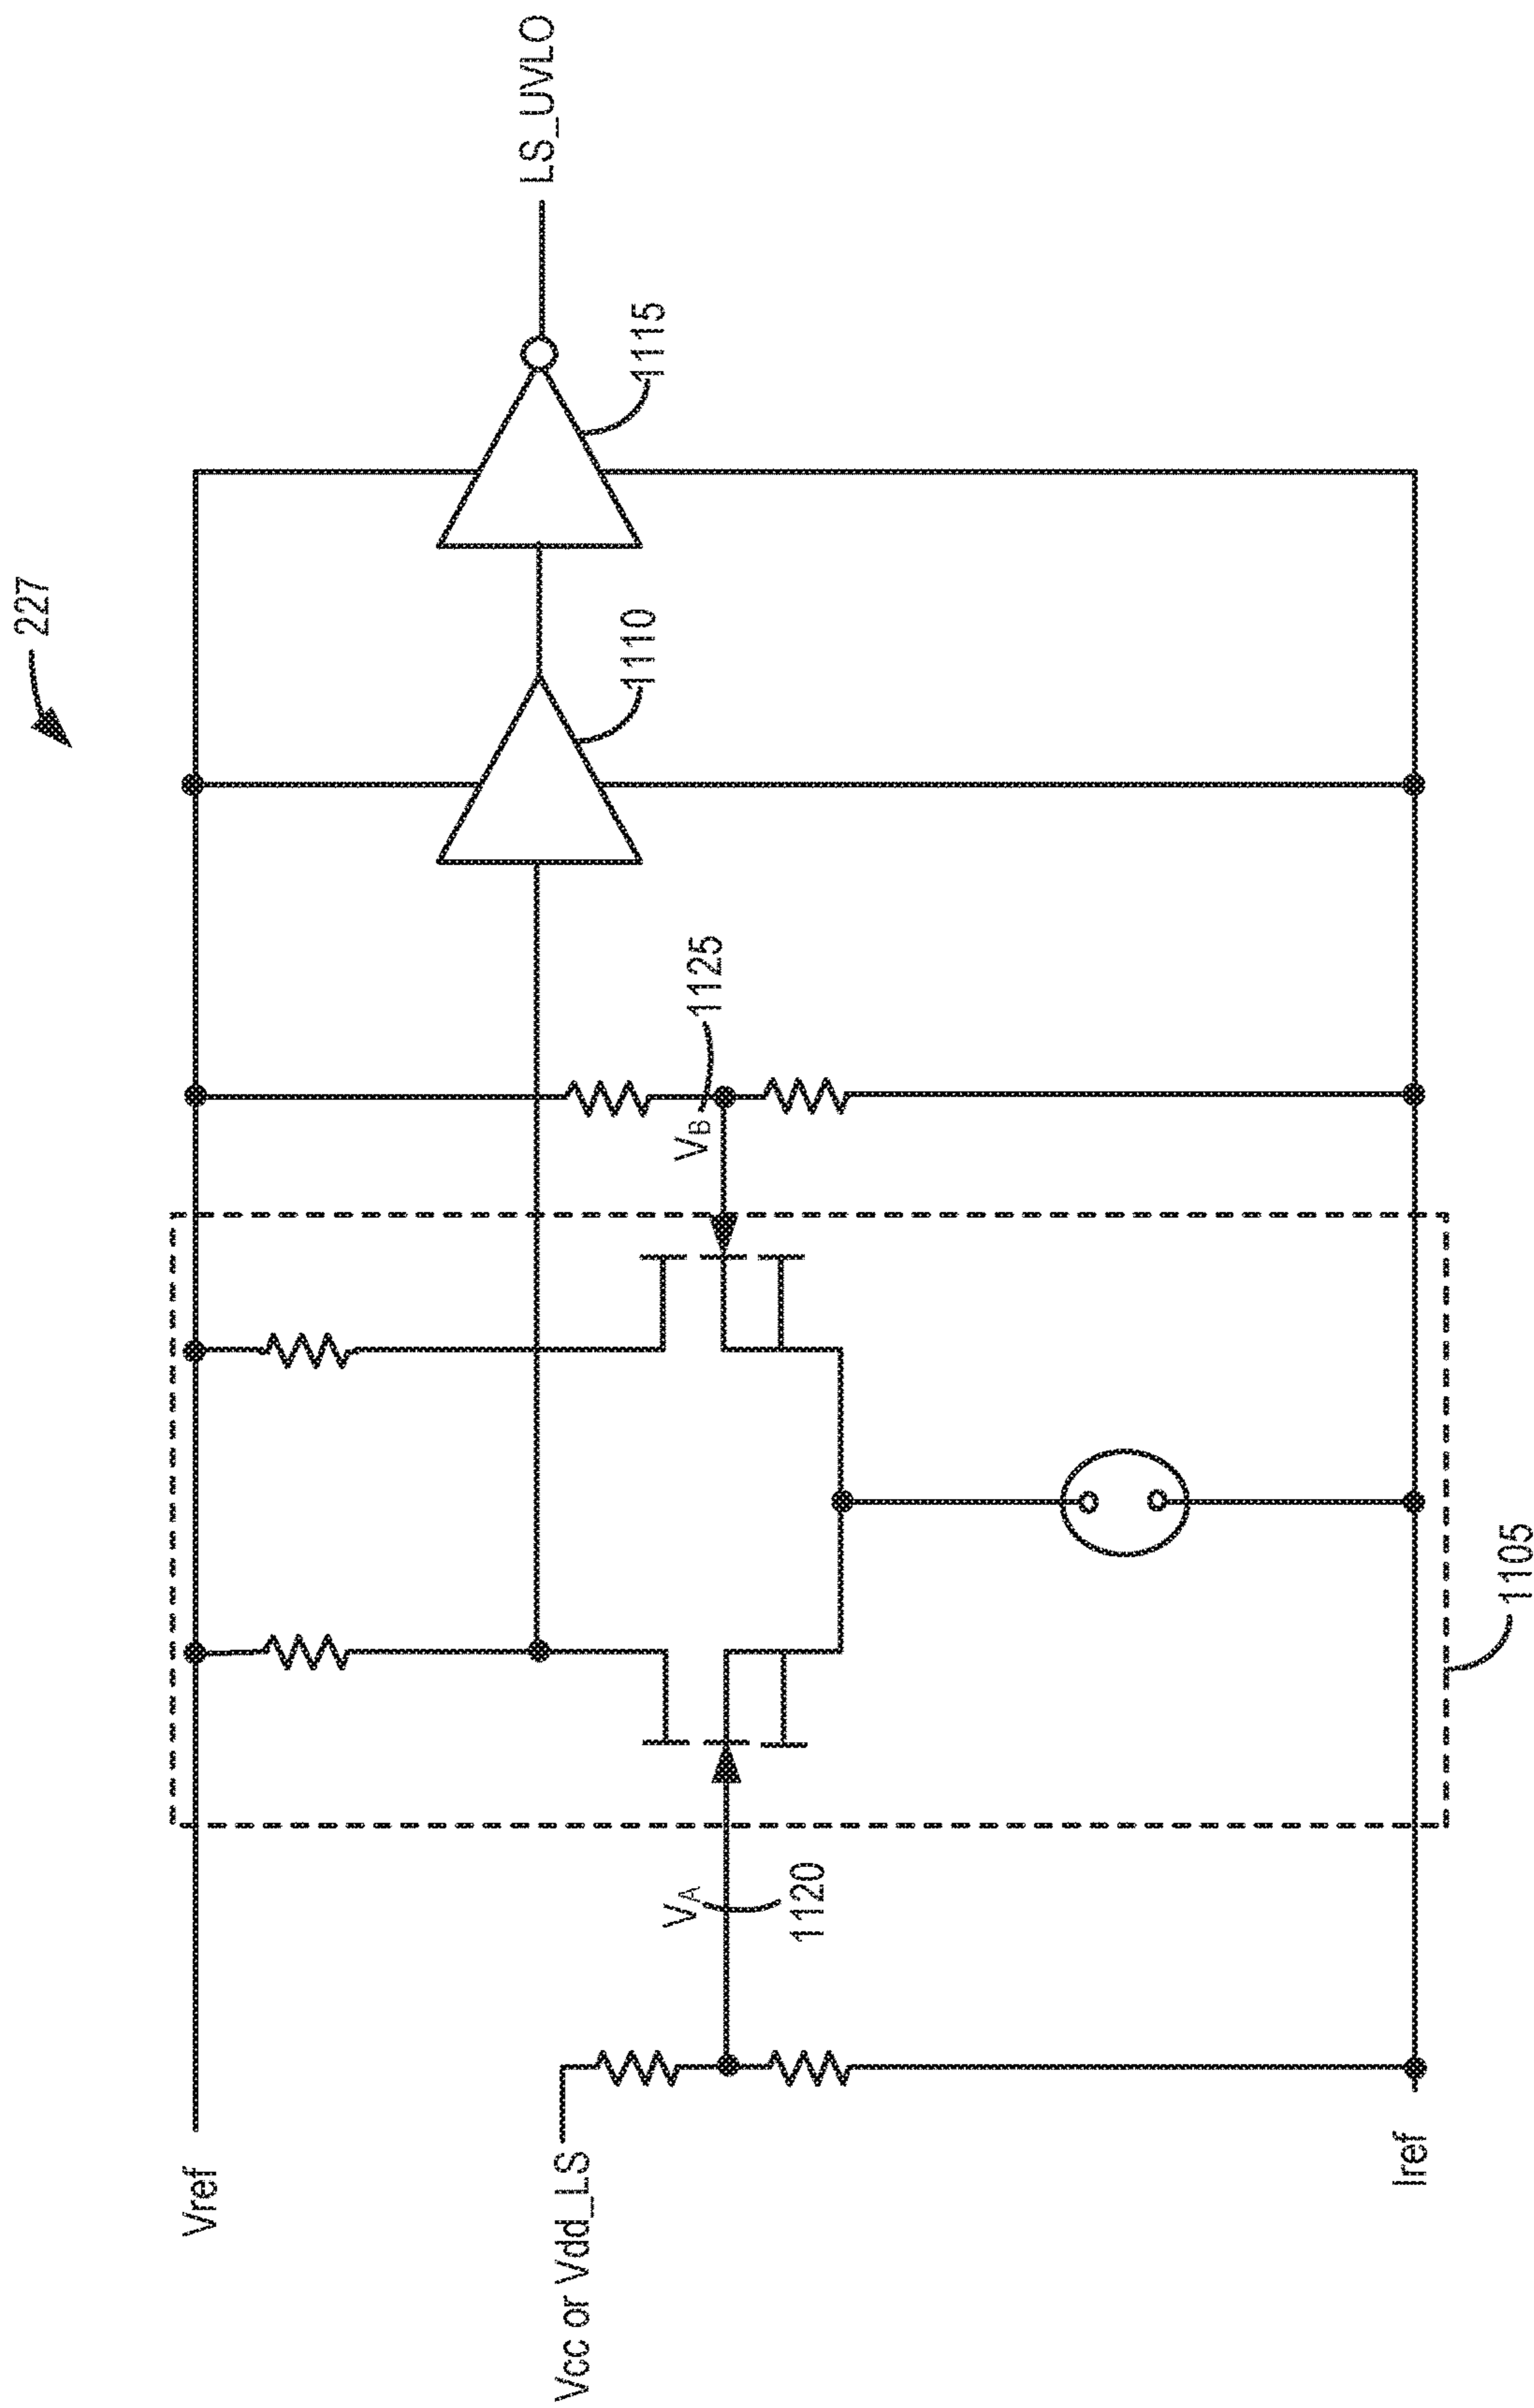 227
Vref
LS_UVLO
1115
1110
Vcc or Vdd_LS
VA
1120
VB
1125
Iref
1105